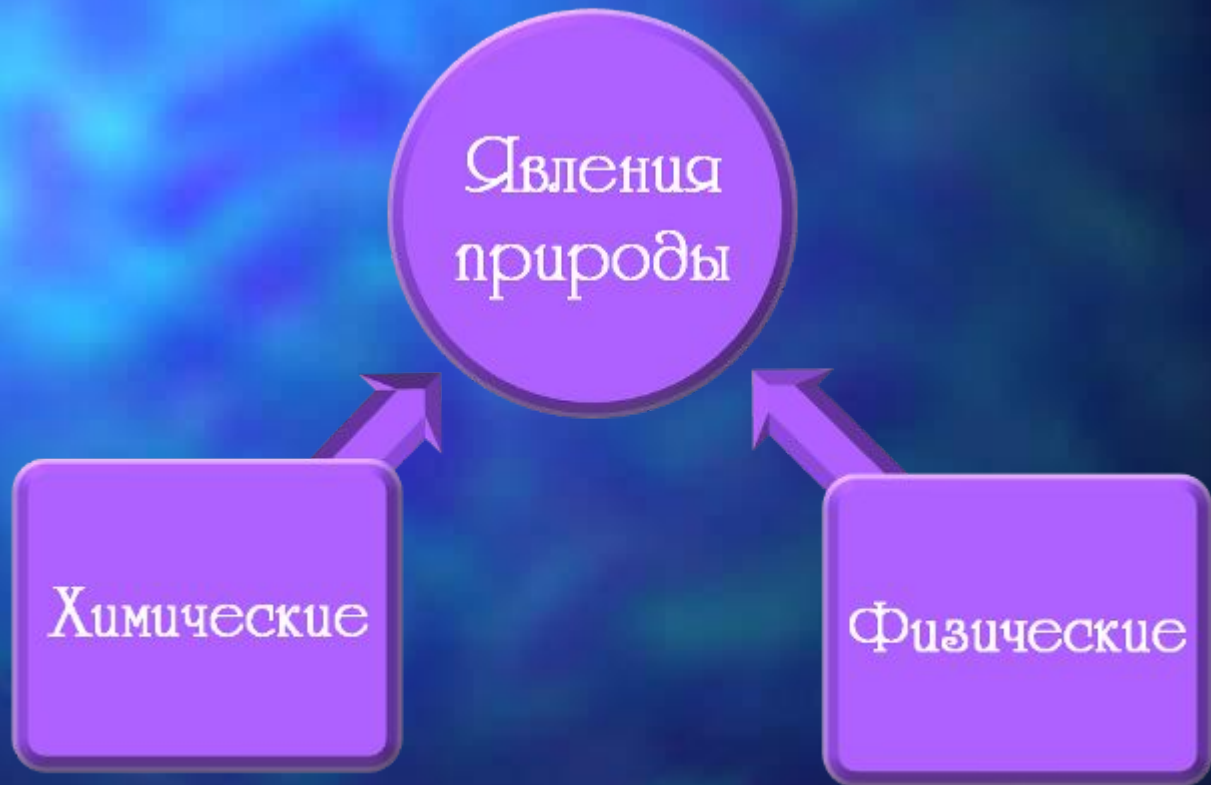 Явления
природы
Химические
Физические